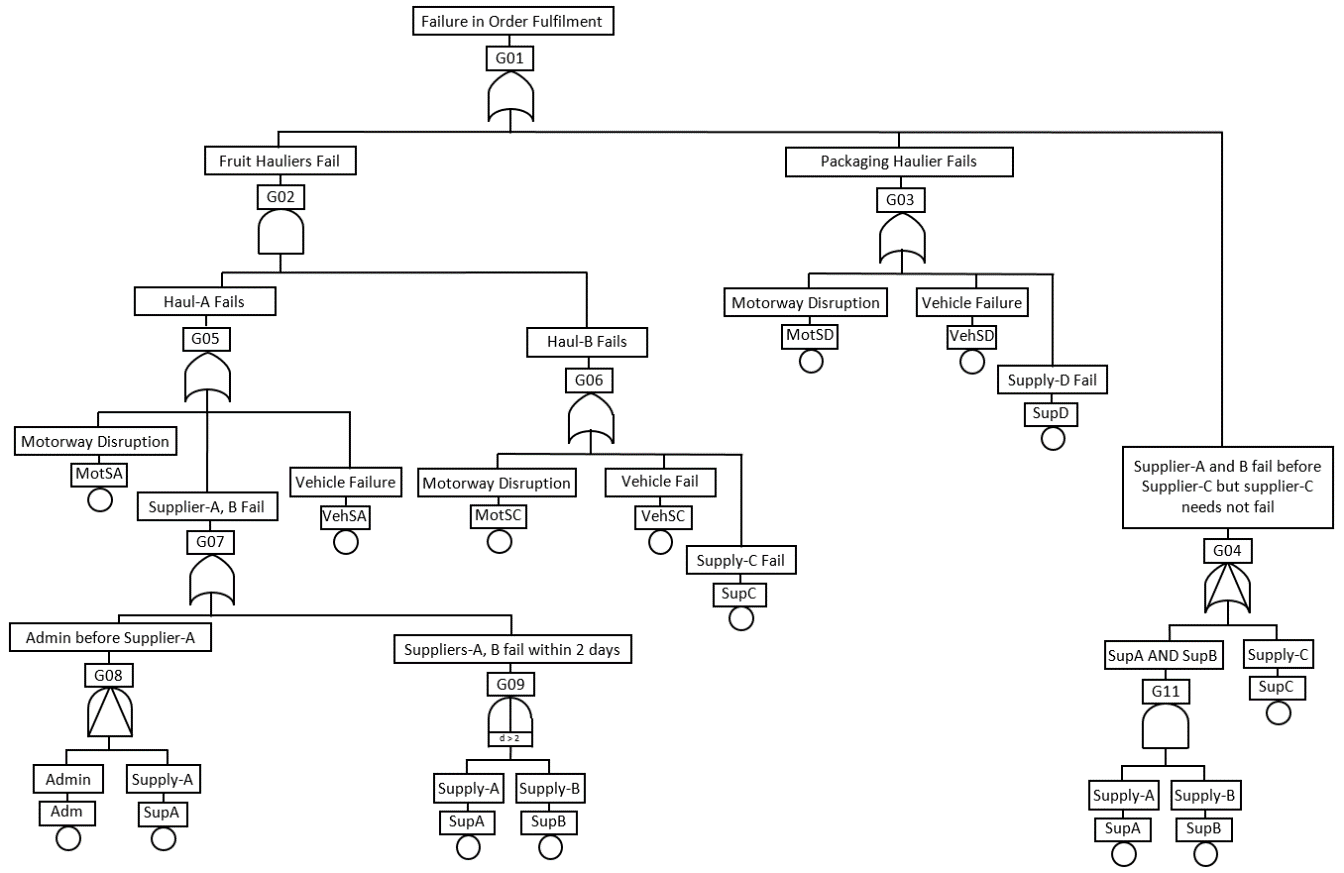 Failure in Order Fulfilment
G01
Fruit Hauliers Fail
G02
Packaging Haulier Fails
G03
Haul-A Fails
G05
Haul-B Fails
G06
Motorway Disruption
MotSD
Vehicle Failure
VehSD
Supply-D Fail
SupD
Motorway Disruption
MotSA
Supplier-A, B Fail
G07
Vehicle Failure
VehSA
Motorway Disruption
MotSC
Vehicle Fail
VehSC
Supply-C Fail
SupC
Supplier-A and B fail before
Supplier-C but supplier-C
needs not fail
G04
Admin before Supplier-A
G08
Suppliers-A, B fail within 2 days
G09
d > 2
SupA AND SupB
G11
Supply-C
SupC
Admin
Adm
Supply-A
SupA
Supply-A
SupA
Supply-B
SupB
Supply-A
SupA
Supply-B
SupB